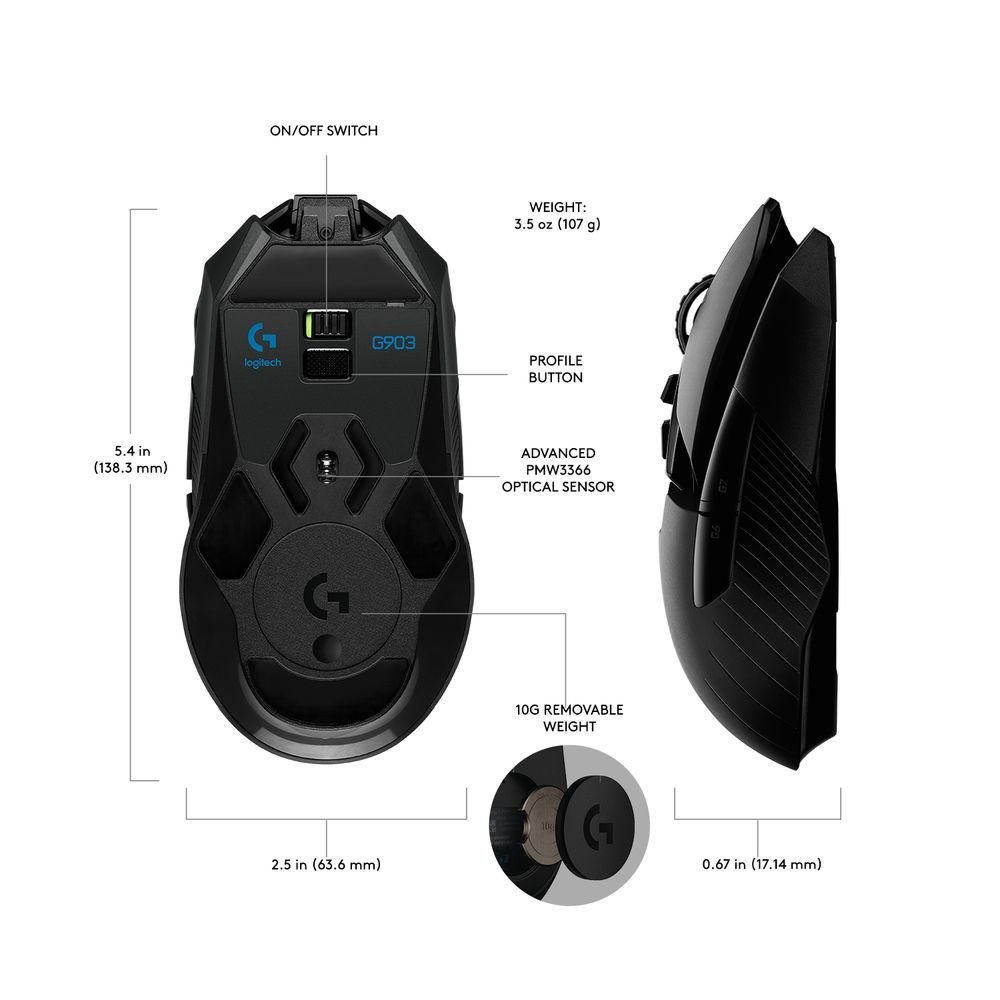 ON/OFF SWITCH
WEIGHT:
3.5 oz (107 g)
logitech
G903
PROFILE
BUTTON
5.4 in
(138.3 mm)
ADVANCED
PMW3366
OPTICAL SENSOR
G7
G6
10G REMOVABLE
WEIGHT
10G
2.5 in (63.6 mm)
0.67 in (17.14 mm)